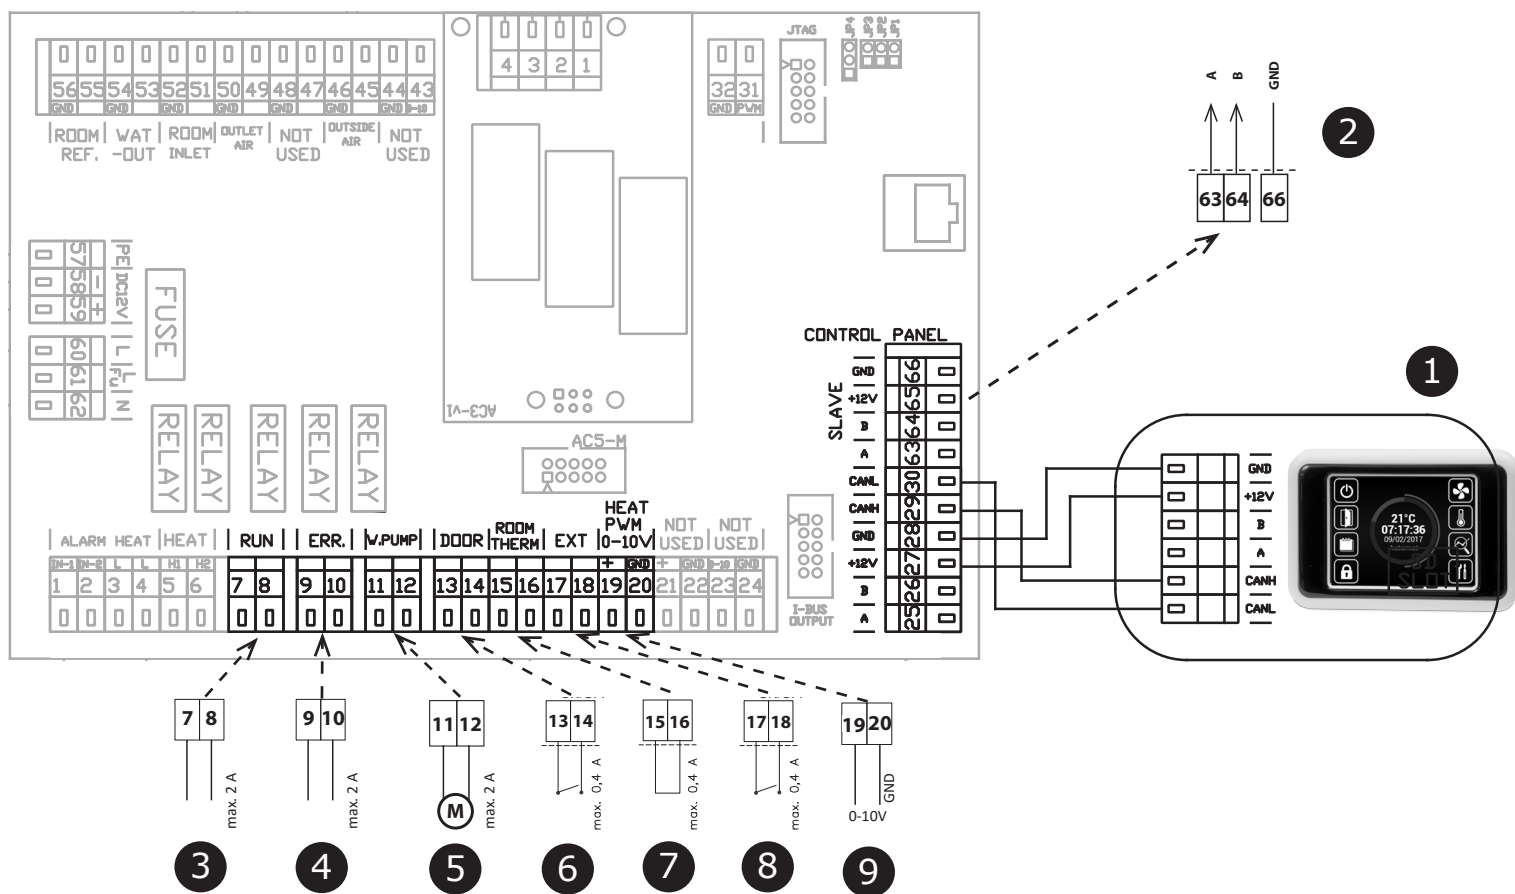 4 3 2 1
JTAG
JP4 JP3 JP2 JP1
56 55 54 53 52 51 50 49 48 47 46 45 44 43
GND GND GND GND GND GND GND 0-10
32 31
GND PWM
ROOM REF.
WAT -OUT
ROOM INLET
OUTLET AIR
NOT USED
OUTSIDE AIR
NOT USED
A B GND
63 64 66
2
57 58 59
PE DC12V - +
60 61 62
L L FU N
FUSE
RELAY RELAY RELAY RELAY RELAY
AC3-v1
AC5-M
CONTROL PANEL
SLAVE
GND 66
+12V 65
B 64
A 63
CANL 30
CANH 29
GND 28
+12V 27
B 26
A 25
I-BUS
OUTPUT
1
GND
+12V
B
A
CANH
CANL
21°C
07:17:36
09/02/2017
SD
SLOT
ALARM HEAT HEAT RUN ERR. W.PUMP DOOR
ROOM
THERM
EXT
HEAT
PWM
0-10V
NOT
USED
NOT
USED
IN-1 IN-2 L L H1 H2 + GND + GND 0-10 GND
1 2 3 4 5 6 7 8 9 10 11 12 13 14 15 16 17 18 19 20 21 22 23 24
7 8
max. 2 A
3
9 10
max. 2 A
4
11 12
M
max. 2 A
5
13 14
max. 0,4 A
6
15 16
max. 0,4 A
7
17 18
max. 0,4 A
8
19 20
GND
0-10V
9